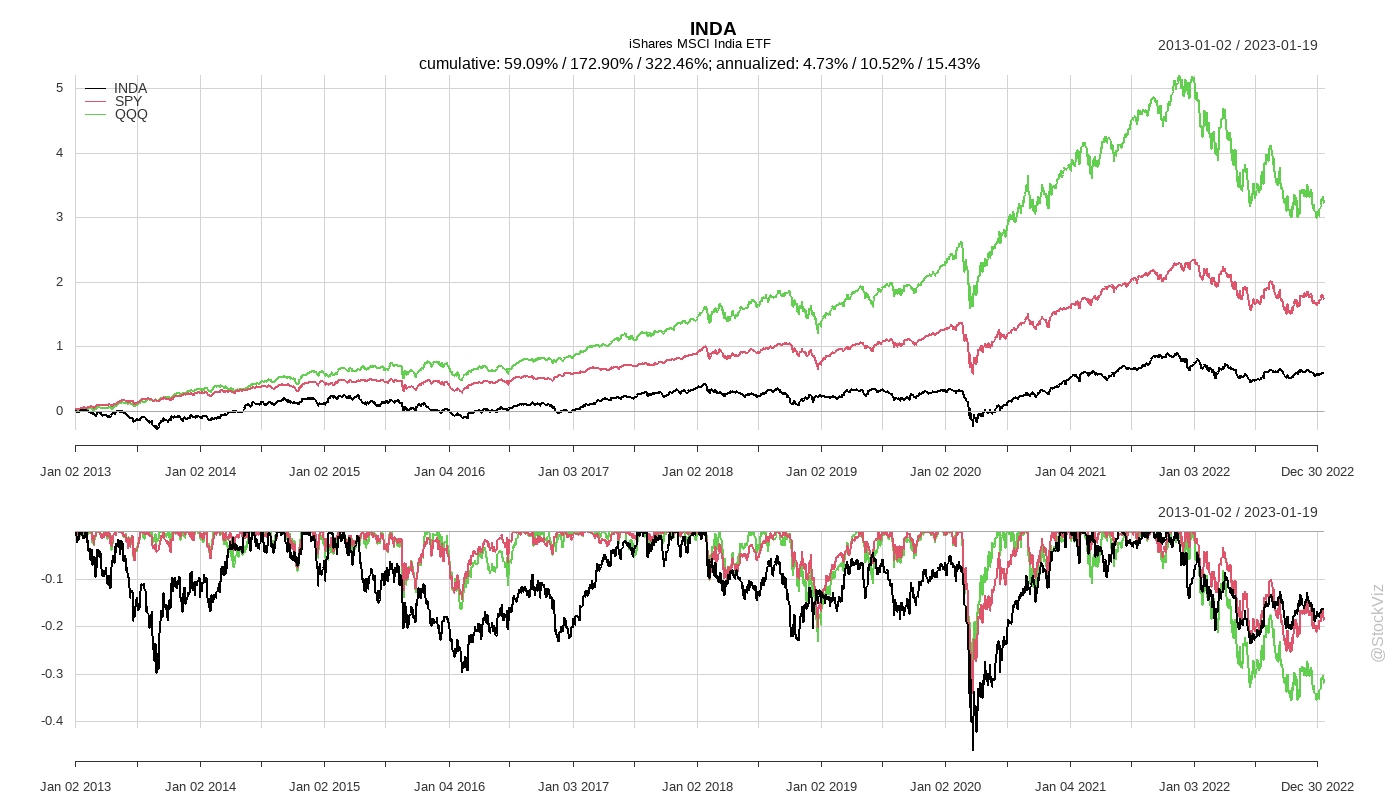 INDA
iShares MSCI India ETF
2013-01-02 / 2023-01-19
cumulative: 59.09% / 172.90% / 322.46%; annualized: 4.73% / 10.52% / 15.43%
INDA
SPY
QQQ
5
4
3
2
1
0
Jan 02 2013 Jan 02 2014 Jan 02 2015 Jan 04 2016 Jan 03 2017 Jan 02 2018 Jan 02 2019 Jan 02 2020 Jan 04 2021 Jan 03 2022 Dec 30 2022
2013-01-02 / 2023-01-19
-0.1
-0.2
-0.3
-0.4
Jan 02 2013 Jan 02 2014 Jan 02 2015 Jan 04 2016 Jan 03 2017 Jan 02 2018 Jan 02 2019 Jan 02 2020 Jan 04 2021 Jan 03 2022 Dec 30 2022
@StockViz